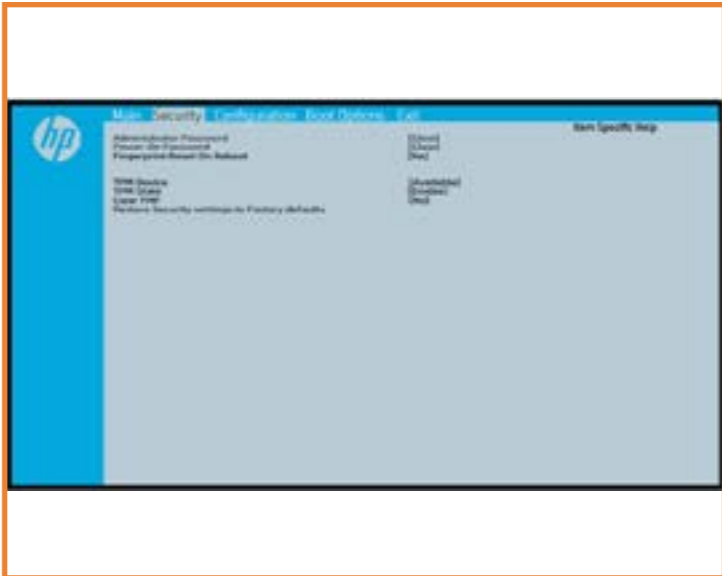 hp
Main Security Configuration Boot Options Exit
Item Specific Help
Administrator Password [Clear]
Power-On Password [Clear]
Fingerprint Reset On Reboot [No]
TPM Device [Available]
TPM State [Enable]
Clear TPM [No]
Restore Security settings to Factory defaults